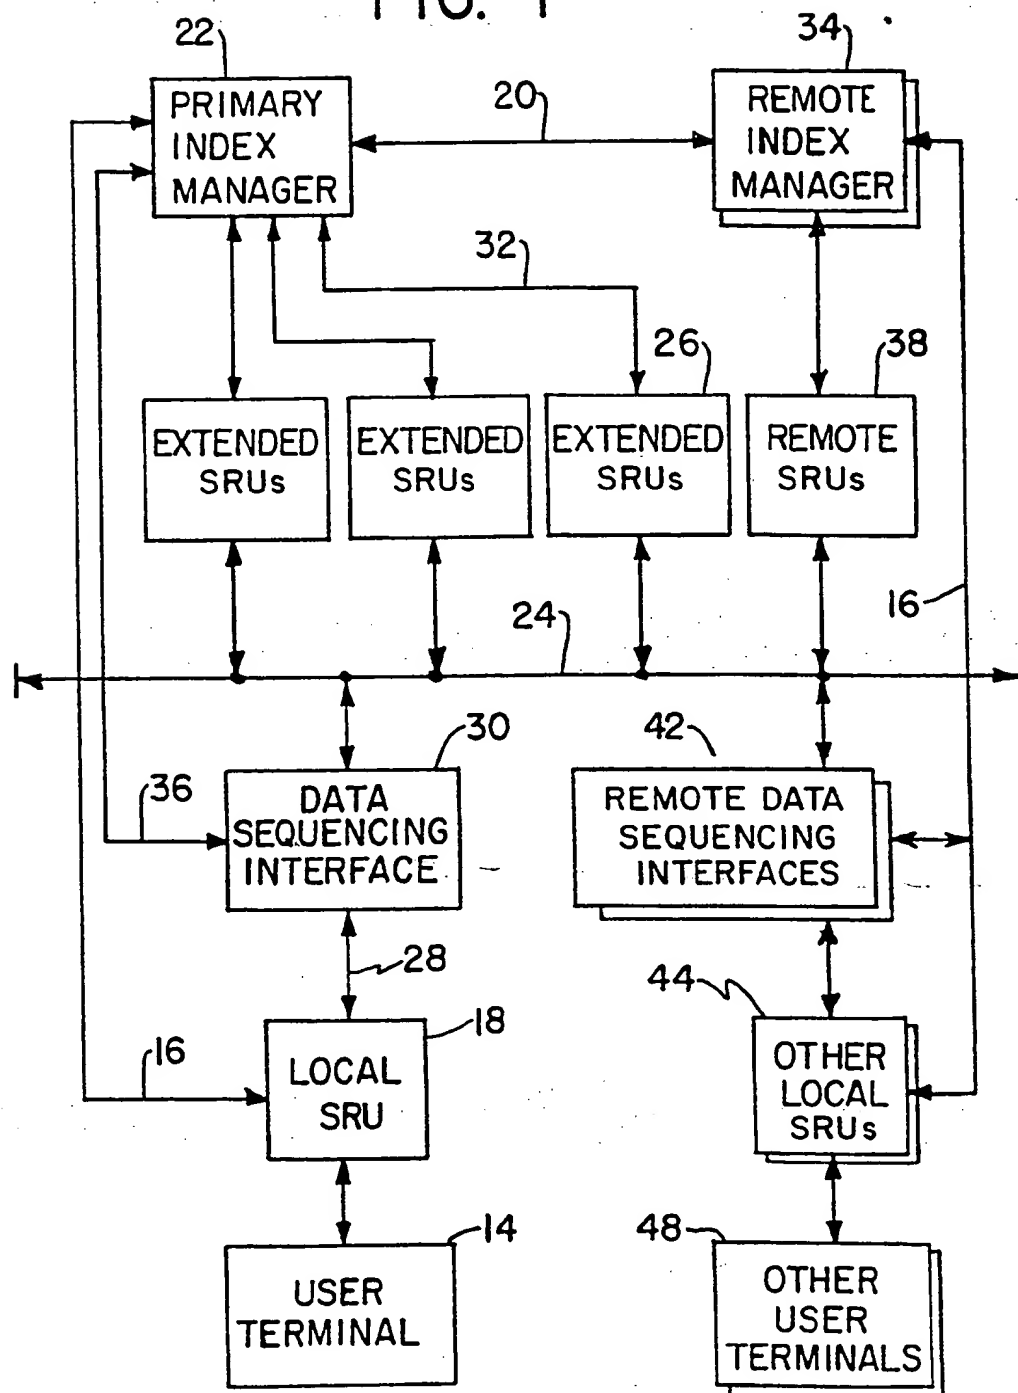 FIG. 1
22
34
PRIMARY
INDEX
MANAGER
20
REMOTE
INDEX
MANAGER
32
26
38
EXTENDED
SRUs
EXTENDED
SRUs
EXTENDED
SRUs
REMOTE
SRUs
16
24
30
42
36
DATA
SEQUENCING
INTERFACE
REMOTE DATA
SEQUENCING
INTERFACES
28
44
18
16
LOCAL
SRU
OTHER
LOCAL
SRUs
14
48
USER
TERMINAL
OTHER
USER
TERMINALS